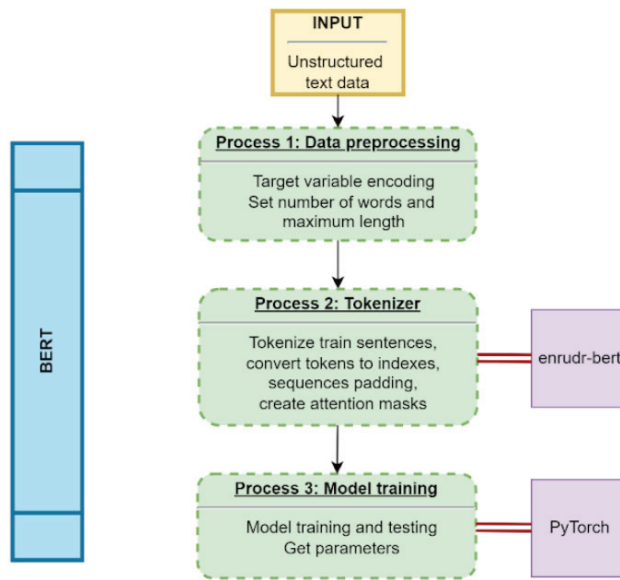 INPUT
Unstructured
text data
Process 1: Data preprocessing
Target variable encoding
Set number of words and
maximum length
BERT
Process 2: Tokenizer
Tokenize train sentences,
convert tokens to indexes,
sequences padding,
create attention masks
enrudr-bert
Process 3: Model training
Model training and testing
Get parameters
PyTorch